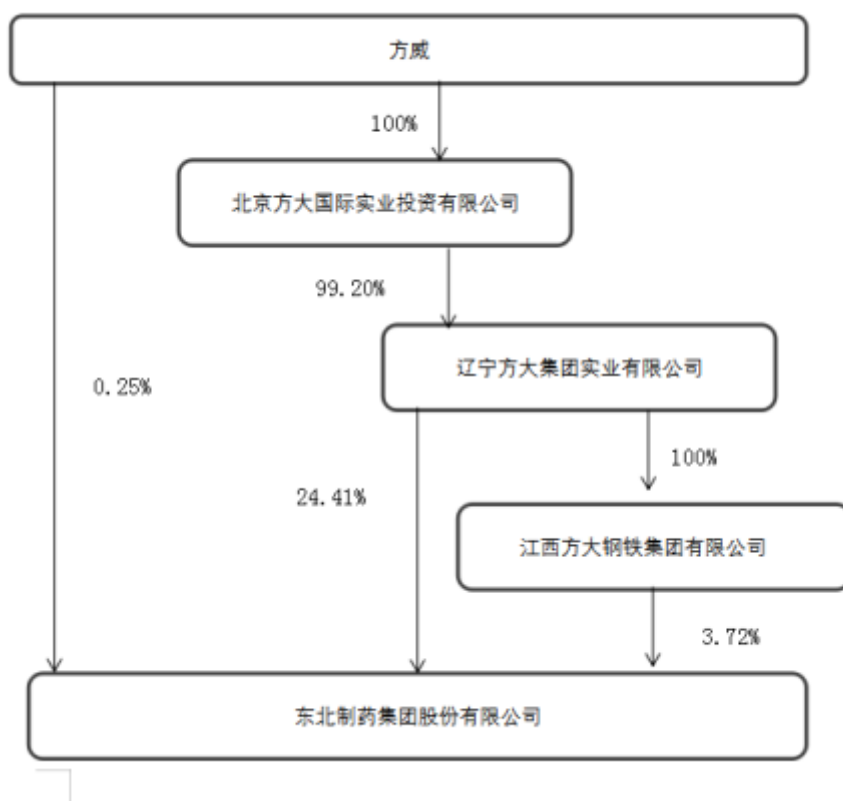 方威
100%
北京方大国际实业投资有限公司
99.20%
辽宁方大集团实业有限公司
0.25%
100%
24.41%
江西方大钢铁集团有限公司
3.72%
东北制药集团股份有限公司